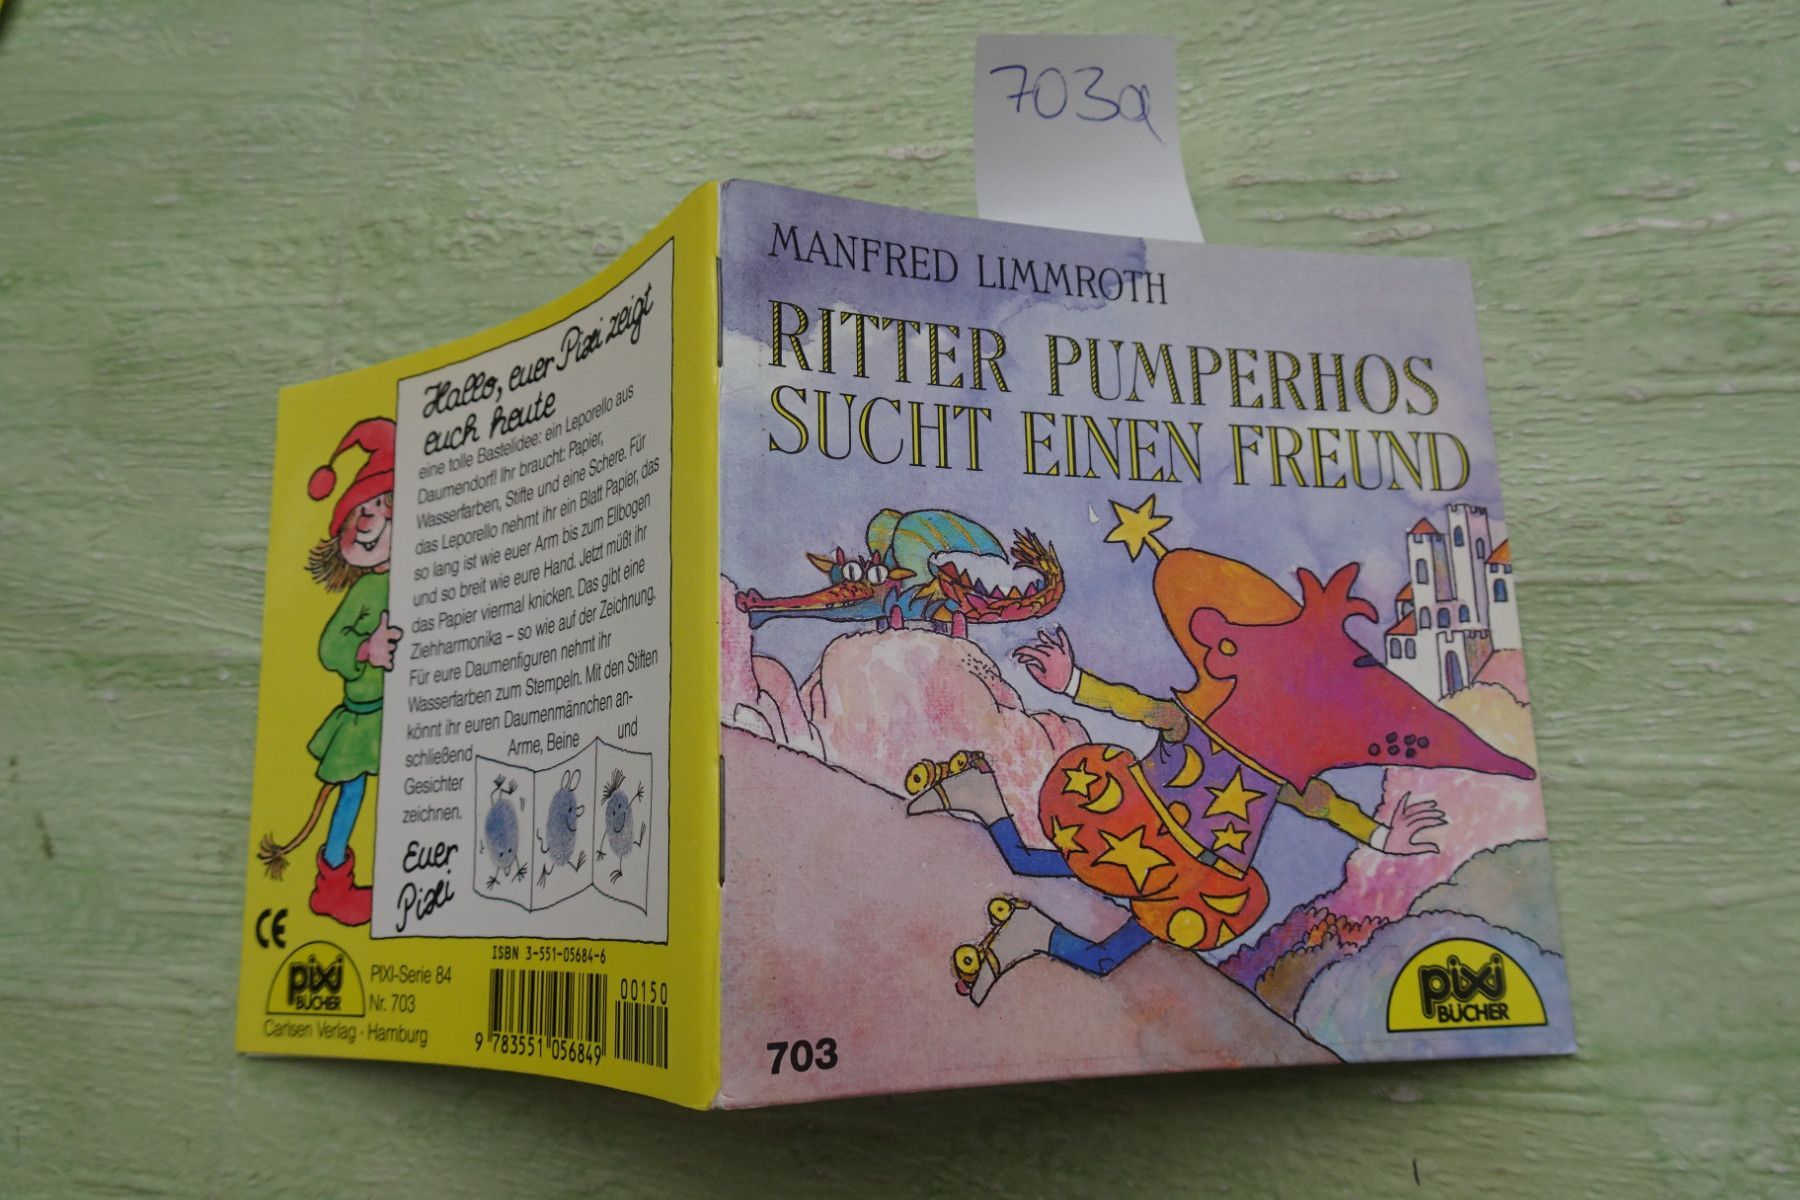 703a
MANFRED LIMMROTH
RITTER PUMPERHOS
SUCHT EINEN FREUND
pixi
BÜCHER
703
Hallo, euer Pixi zeigt
euch heute
eine tolle Bastelidee: ein Leporello aus
Daumendorf! Ihr braucht: Papier,
Wasserfarben, Stifte und eine Schere. Für
das Leporello nehmt ihr ein Blatt Papier, das
so lang ist wie euer Arm bis zum Ellbogen
und so breit wie eure Hand. Jetzt müßt ihr
das Papier viermal knicken. Das gibt eine
Ziehharmonika – so wie auf der Zeichnung.
Für eure Daumenfiguren nehmt ihr
Wasserfarben zum Stempeln. Mit den Stiften
könnt ihr euren Daumenmännchen an-
schließend Arme, Beine und
Gesichter
zeichnen.
Euer
Pixi
CE
pixi
BÜCHER
PIXI-Serie 84
Nr. 703
Carlsen Verlag · Hamburg
ISBN 3-551-05684-6
00150
9 783551 056849